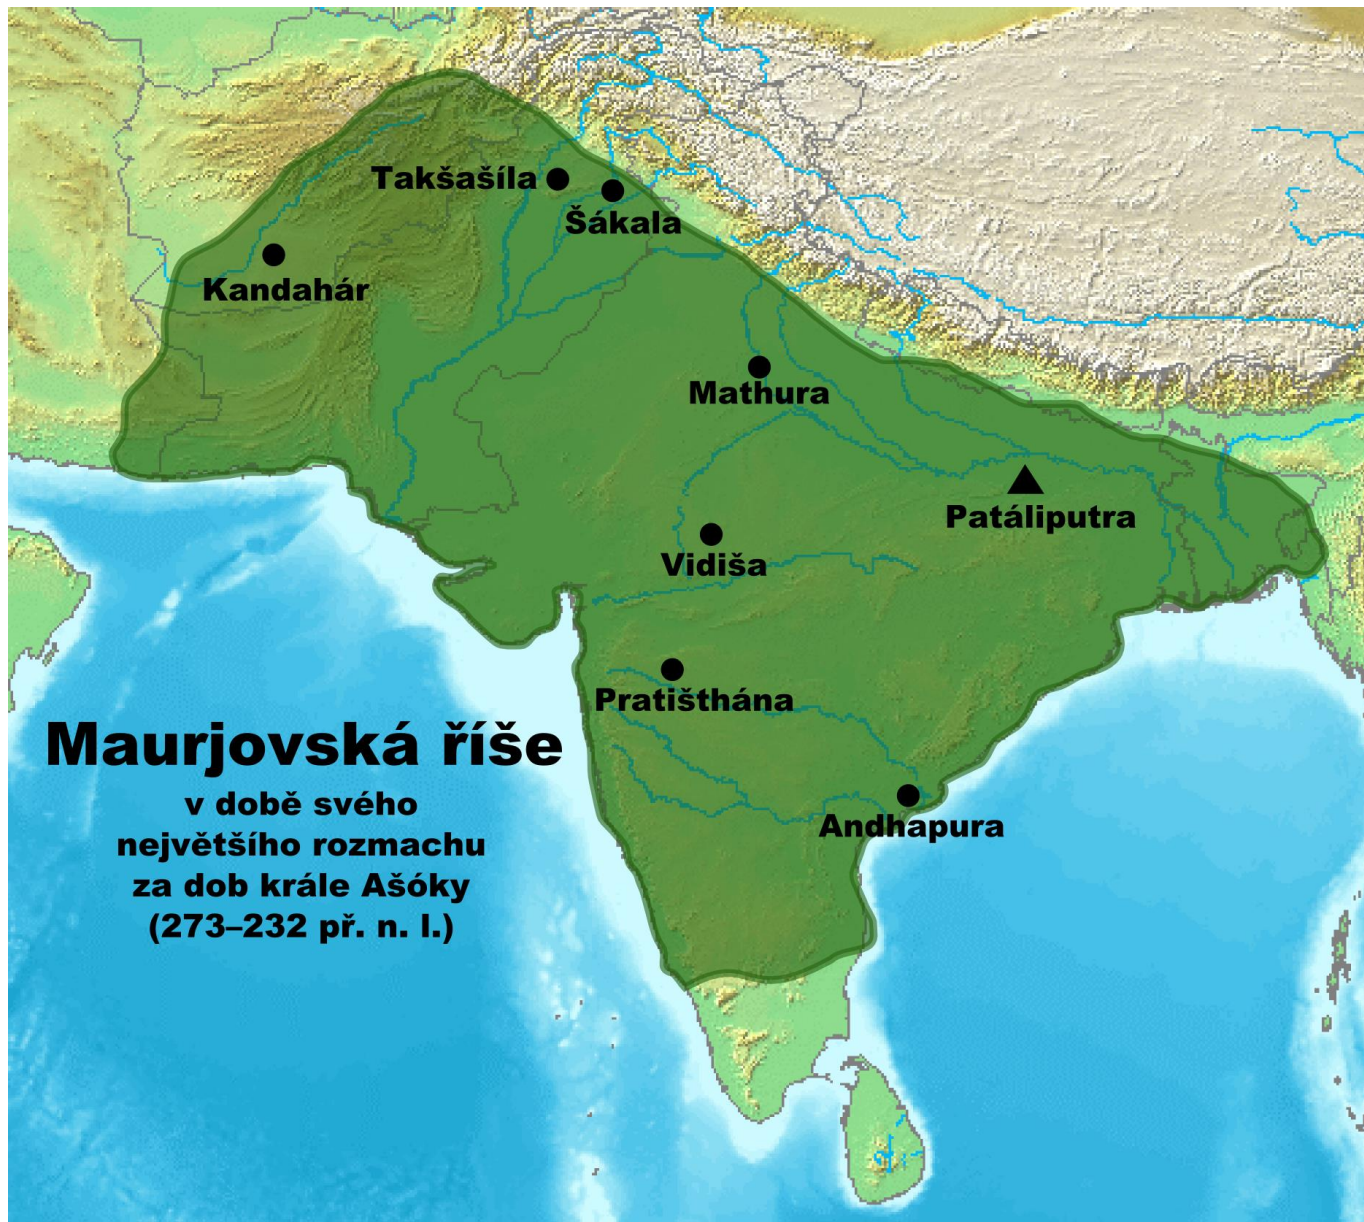 Takšašíla
Šákala
Kandahár
Mathura
Patáliputra
Vidiša
Pratišthána
Maurjovská říše
v době svého
největšího rozmachu
za dob krále Ašóky
(273–232 př. n. l.)
Andhapura